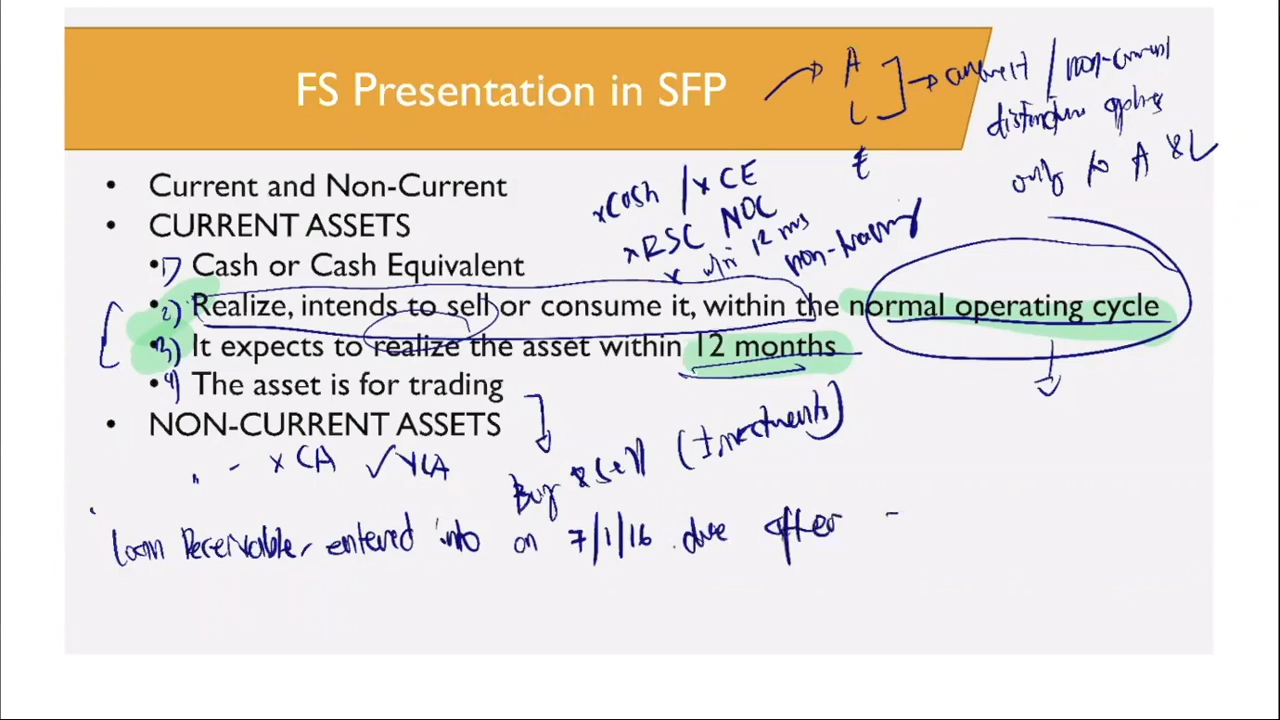 FS Presentation in SFP
A
L
E
current / non-current
distinction applies
only to A & L
• Current and Non-Current
• CURRENT ASSETS
x Cash / x CE
x RSC NOC
x w/in 12 mos
non-trading
• 1) Cash or Cash Equivalent
• 2) Realize, intends to sell or consume it, within the normal operating cycle
• 3) It expects to realize the asset within 12 months
• 4) The asset is for trading
• NON-CURRENT ASSETS
- x CA ✓ YCA
Buy & Sell (Investments)
Loan Receivable, entered into on 7/1/16 due after -